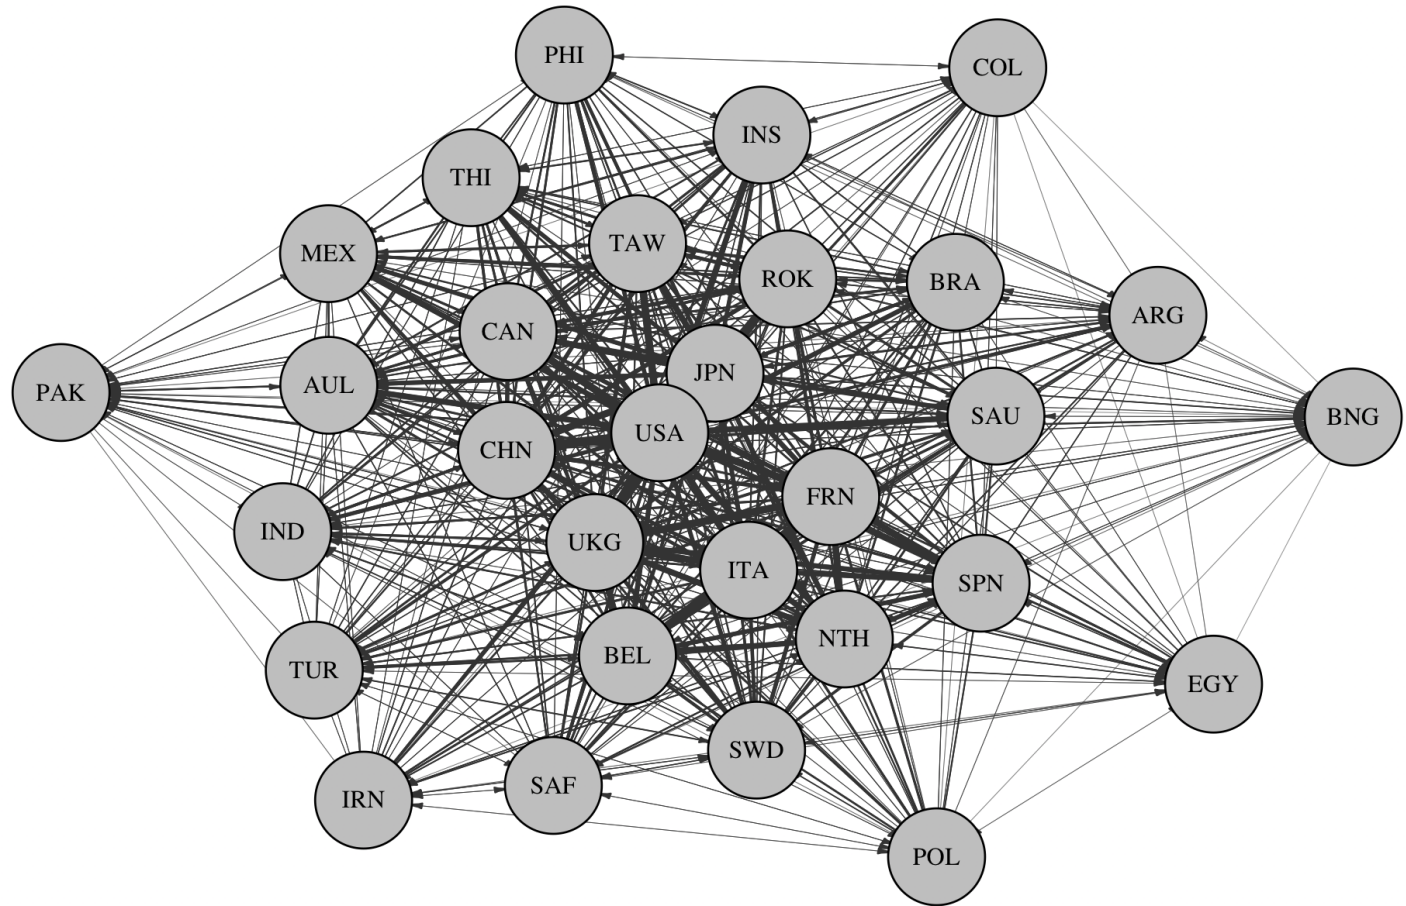 PHI
COL
INS
THI
TAW
MEX
ROK
BRA
ARG
CAN
JPN
PAK
AUL
SAU
BNG
USA
CHN
FRN
IND
UKG
ITA
SPN
NTH
BEL
TUR
EGY
SWD
SAF
IRN
POL